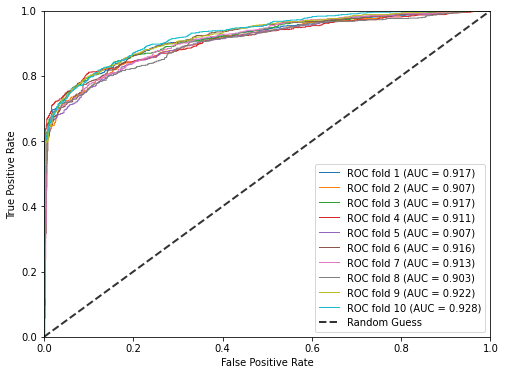 1.0
0.8
0.6
0.4
0.2
0.0
True Positive Rate
ROC fold 1 (AUC = 0.917)
ROC fold 2 (AUC = 0.907)
ROC fold 3 (AUC = 0.917)
ROC fold 4 (AUC = 0.911)
ROC fold 5 (AUC = 0.907)
ROC fold 6 (AUC = 0.916)
ROC fold 7 (AUC = 0.913)
ROC fold 8 (AUC = 0.903)
ROC fold 9 (AUC = 0.922)
ROC fold 10 (AUC = 0.928)
Random Guess
0.0 0.2 0.4 0.6 0.8 1.0
False Positive Rate